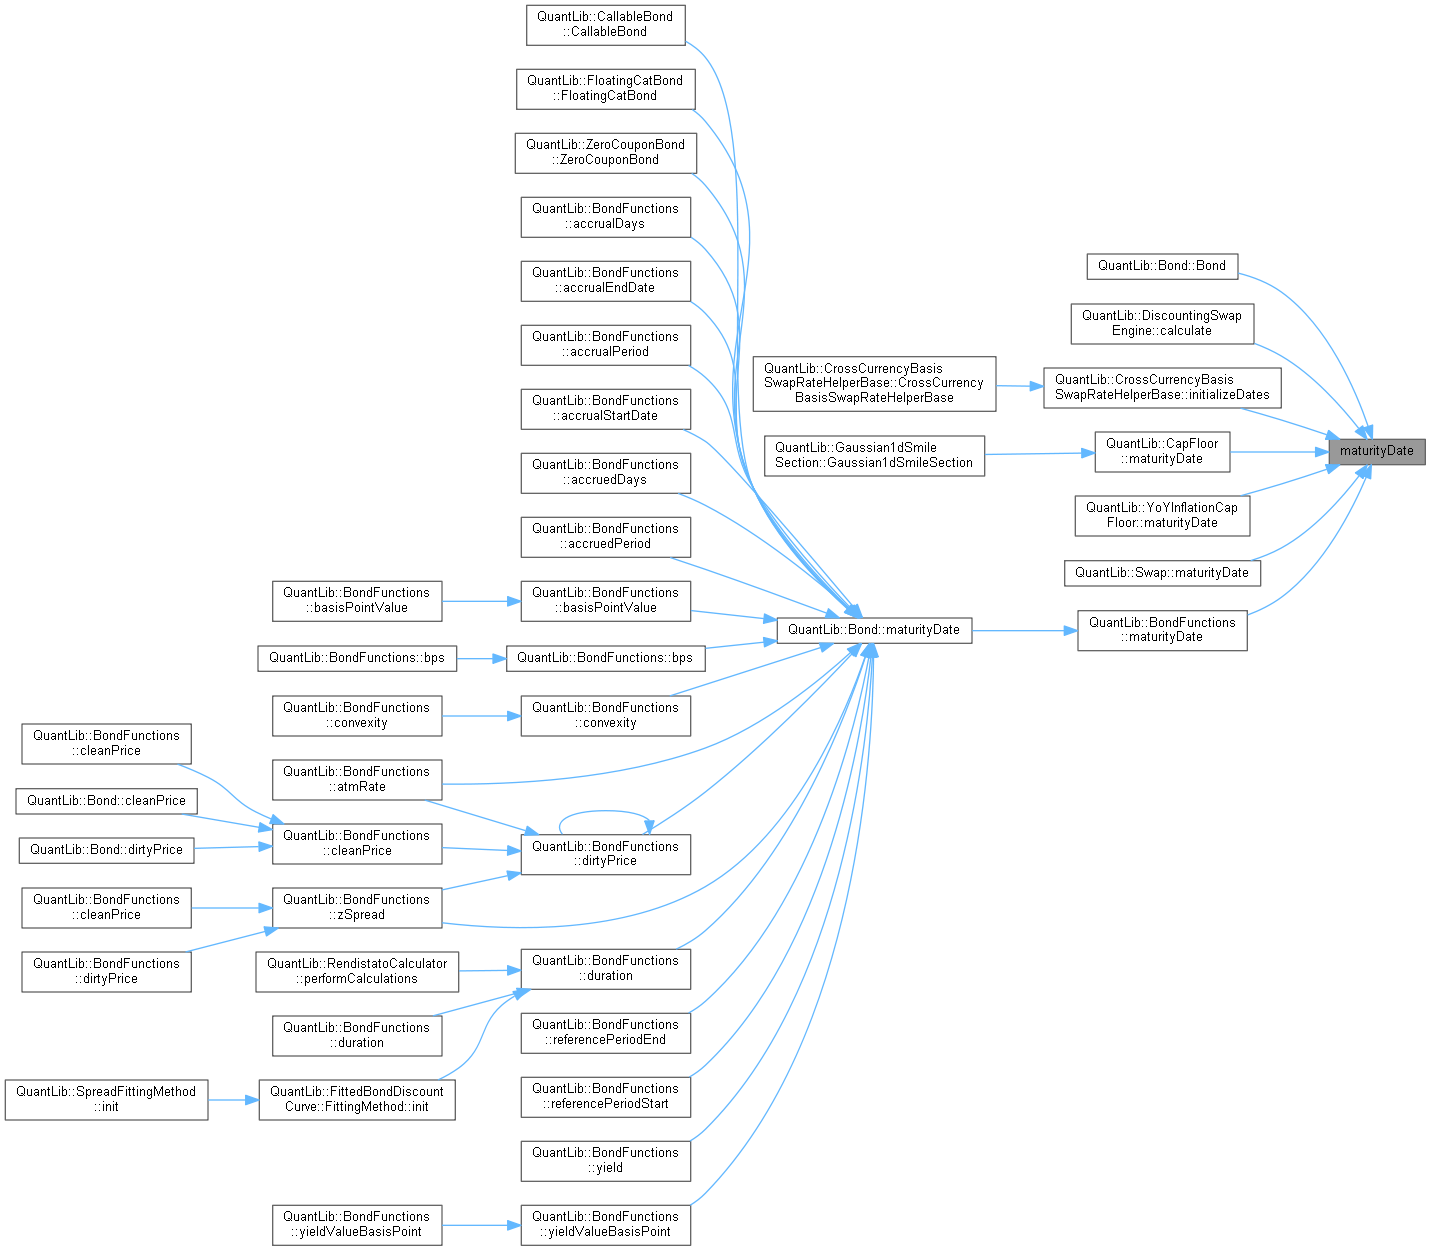 QuantLib::CallableBond
::CallableBond
QuantLib::FloatingCatBond
::FloatingCatBond
QuantLib::ZeroCouponBond
::ZeroCouponBond
QuantLib::BondFunctions
::accrualDays
QuantLib::BondFunctions
::accrualEndDate
QuantLib::BondFunctions
::accrualPeriod
QuantLib::BondFunctions
::accrualStartDate
QuantLib::BondFunctions
::accruedDays
QuantLib::BondFunctions
::accruedPeriod
QuantLib::BondFunctions
::basisPointValue
QuantLib::BondFunctions
::basisPointValue
QuantLib::BondFunctions::bps
QuantLib::BondFunctions::bps
QuantLib::BondFunctions
::convexity
QuantLib::BondFunctions
::convexity
QuantLib::BondFunctions
::cleanPrice
QuantLib::BondFunctions
::atmRate
QuantLib::Bond::cleanPrice
QuantLib::Bond::dirtyPrice
QuantLib::BondFunctions
::cleanPrice
QuantLib::BondFunctions
::dirtyPrice
QuantLib::BondFunctions
::cleanPrice
QuantLib::BondFunctions
::zSpread
QuantLib::BondFunctions
::dirtyPrice
QuantLib::RendistatoCalculator
::performCalculations
QuantLib::BondFunctions
::duration
QuantLib::BondFunctions
::duration
QuantLib::BondFunctions
::referencePeriodEnd
QuantLib::SpreadFittingMethod
::init
QuantLib::FittedBondDiscount
Curve::FittingMethod::init
QuantLib::BondFunctions
::referencePeriodStart
QuantLib::BondFunctions
::yield
QuantLib::BondFunctions
::yieldValueBasisPoint
QuantLib::BondFunctions
::yieldValueBasisPoint
QuantLib::Bond::maturityDate
QuantLib::CrossCurrencyBasis
SwapRateHelperBase::CrossCurrency
BasisSwapRateHelperBase
QuantLib::Gaussian1dSmile
Section::Gaussian1dSmileSection
QuantLib::Bond::Bond
QuantLib::DiscountingSwap
Engine::calculate
QuantLib::CrossCurrencyBasis
SwapRateHelperBase::initializeDates
QuantLib::CapFloor
::maturityDate
QuantLib::YoYInflationCap
Floor::maturityDate
QuantLib::Swap::maturityDate
QuantLib::BondFunctions
::maturityDate
maturityDate